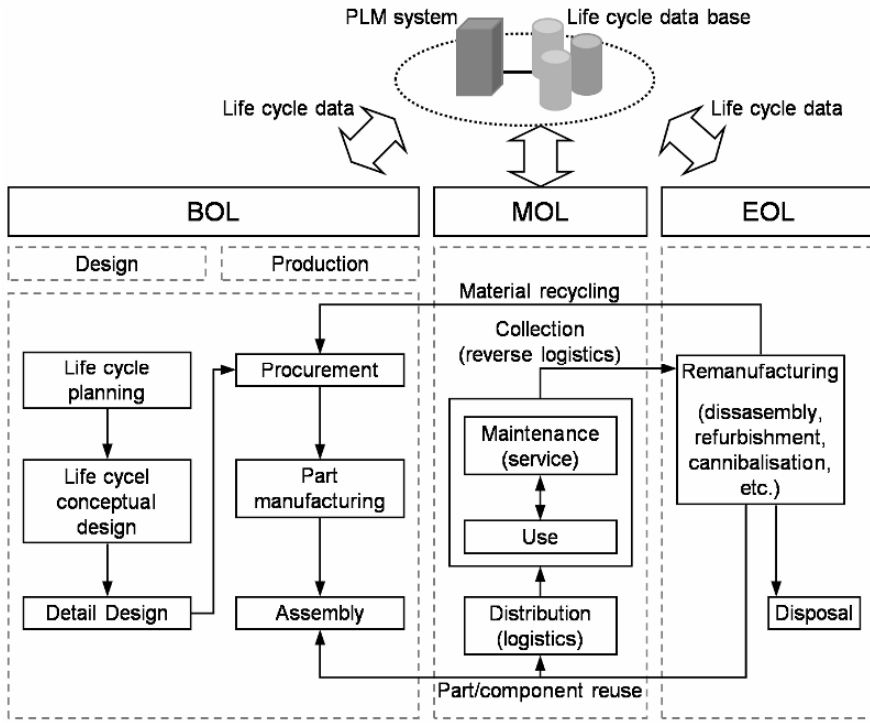 PLM system
Life cycle data base
Life cycle data
Life cycle data
BOL
MOL
EOL
Design
Production
Material recycling
Collection
(reverse logistics)
Life cycle
planning
Procurement
Remanufacturing
(dissasembly,
refurbishment,
cannibalisation,
etc.)
Maintenance
(service)
Life cycel
conceptual
design
Part
manufacturing
Use
Detail Design
Assembly
Distribution
(logistics)
Disposal
Part/component reuse